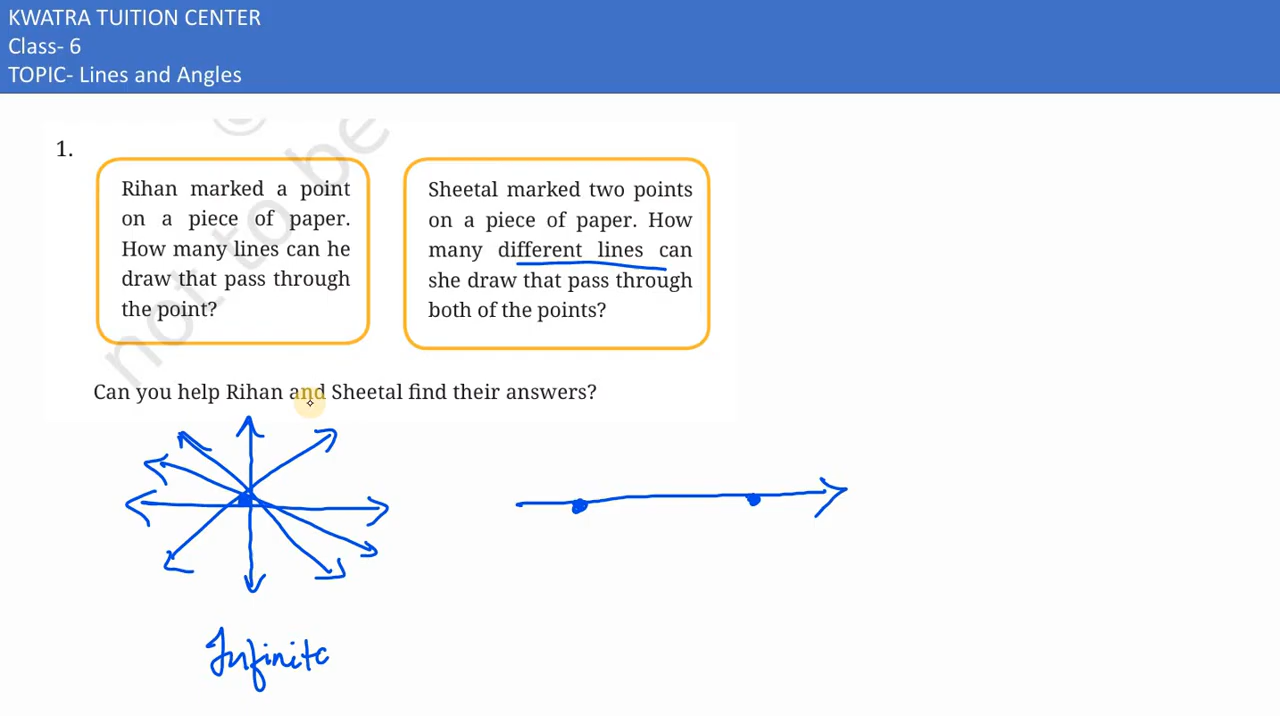 KWATRA TUITION CENTER
Class- 6
TOPIC- Lines and Angles
not to be
1.
Rihan marked a point
on a piece of paper.
How many lines can he
draw that pass through
the point?
Sheetal marked two points
on a piece of paper. How
many different lines can
she draw that pass through
both of the points?
Can you help Rihan and Sheetal find their answers?
Infinite